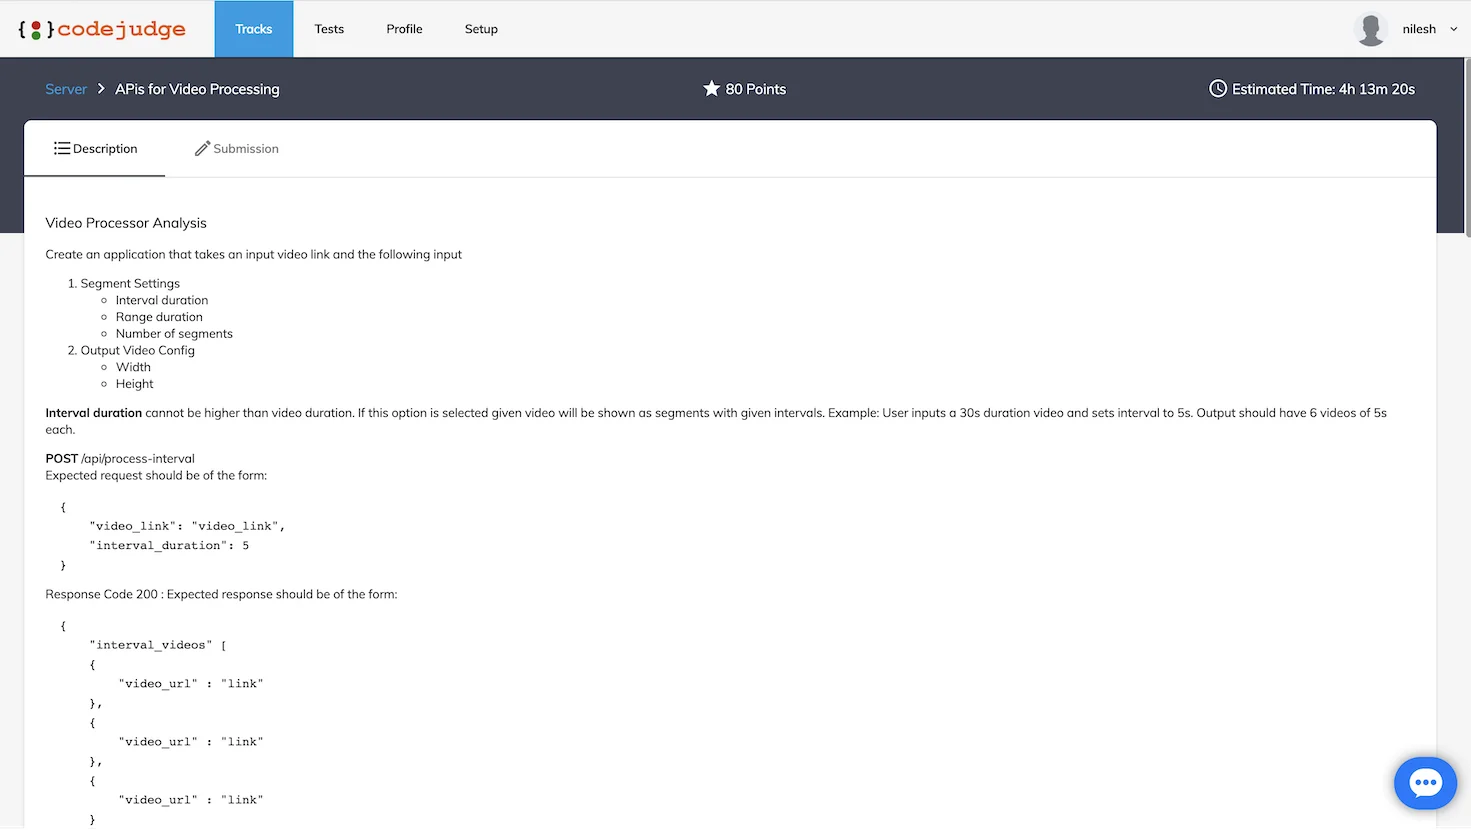 {:}codejudge Tracks Tests Profile Setup nilesh
Server > APIs for Video Processing 80 Points Estimated Time: 4h 13m 20s
Description Submission
Video Processor Analysis
Create an application that takes an input video link and the following input
1. Segment Settings
Interval duration
Range duration
Number of segments
2. Output Video Config
Width
Height
Interval duration cannot be higher than video duration. If this option is selected given video will be shown as segments with given intervals. Example: User inputs a 30s duration video and sets interval to 5s. Output should have 6 videos of 5s
each.
POST /api/process-interval
Expected request should be of the form:
{
"video_link": "video_link",
"interval_duration": 5
}
Response Code 200 : Expected response should be of the form:
{
"interval_videos" [
{
"video_url" : "link"
},
{
"video_url" : "link"
},
{
"video_url" : "link"
}